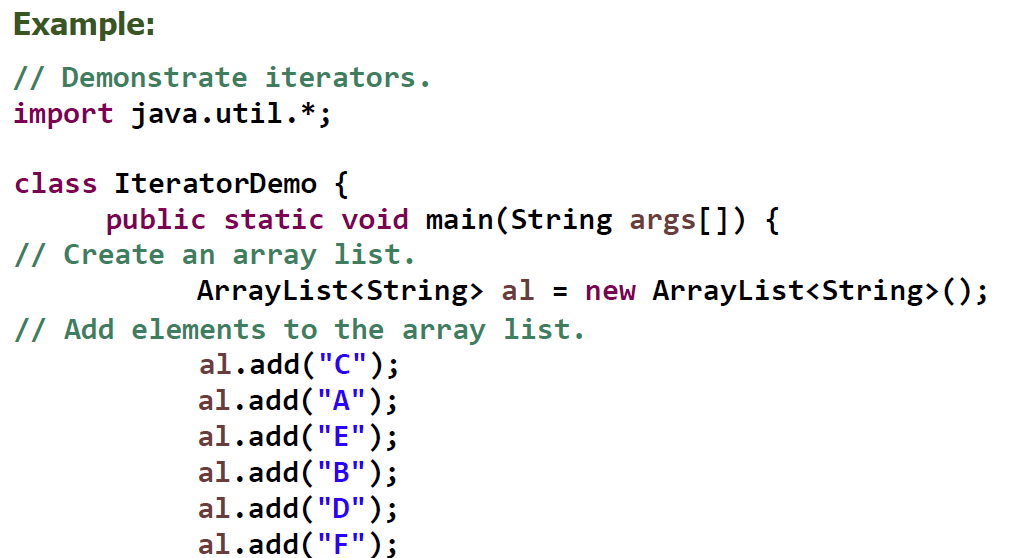 Example:
// Demonstrate iterators.
import java.util.*;
class IteratorDemo {
public static void main(String args[]) {
// Create an array list.
ArrayList<String> al = new ArrayList<String>();
// Add elements to the array list.
al.add("C");
al.add("A");
al.add("E");
al.add("B");
al.add("D");
al.add("F");